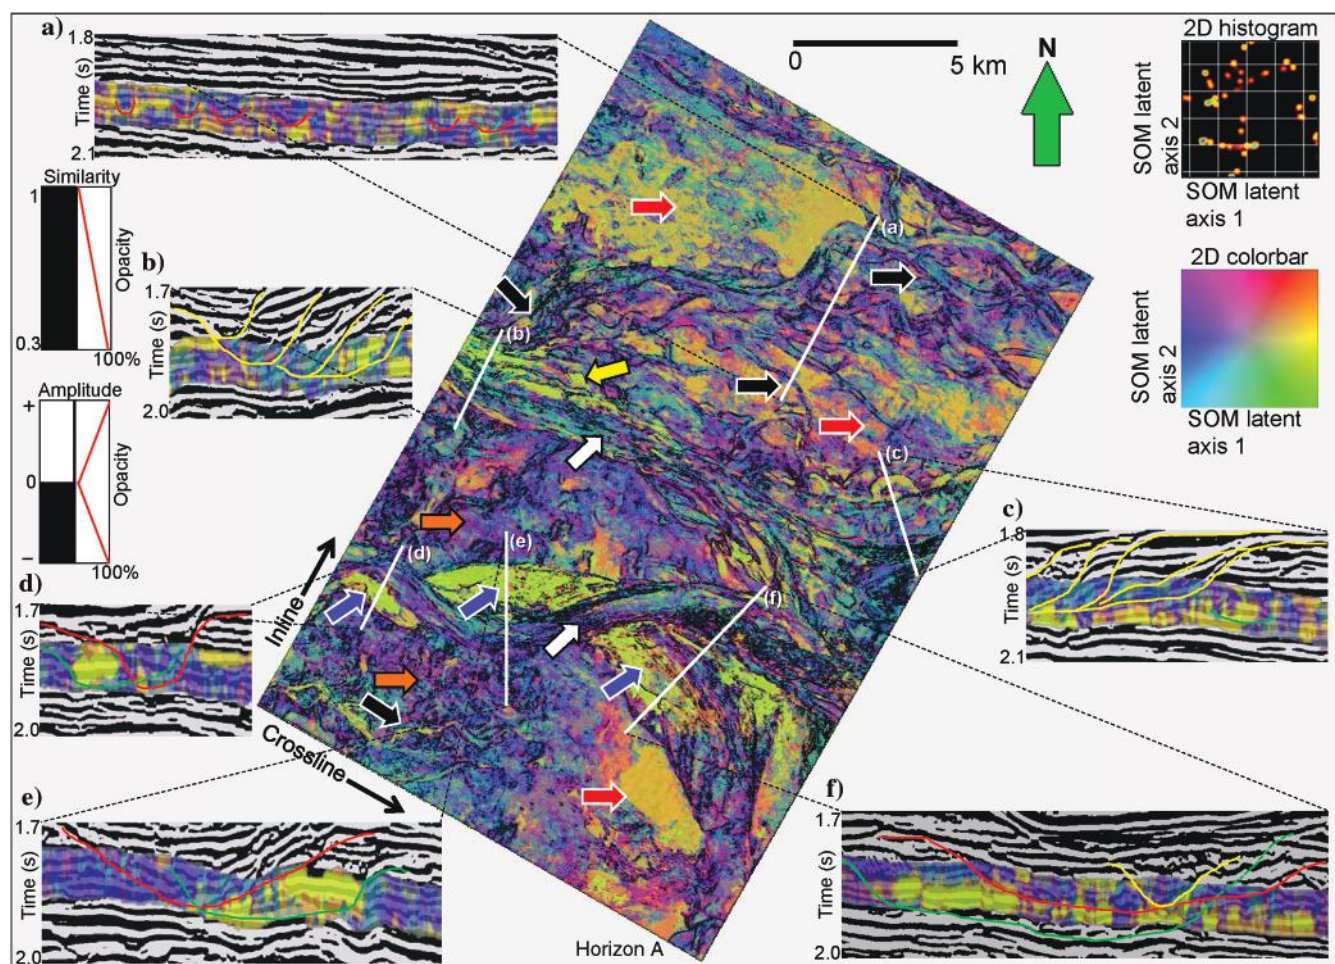 a)
1.8
Time (s)
2.1
0
5 km
N
2D histogram
SOM latent
axis 2
SOM latent
axis 1
Similarity
1
0.3
Opacity
100%
b)
1.7
Time (s)
2.0
(a)
(b)
(c)
(d)
(e)
(f)
2D colorbar
SOM latent
axis 2
SOM latent
axis 1
Amplitude
+
0
–
Opacity
100%
c)
1.8
Time (s)
2.1
d)
1.7
Time (s)
2.0
Inline
Crossline
e)
1.7
Time (s)
2.0
f)
1.7
Time (s)
2.0
Horizon A